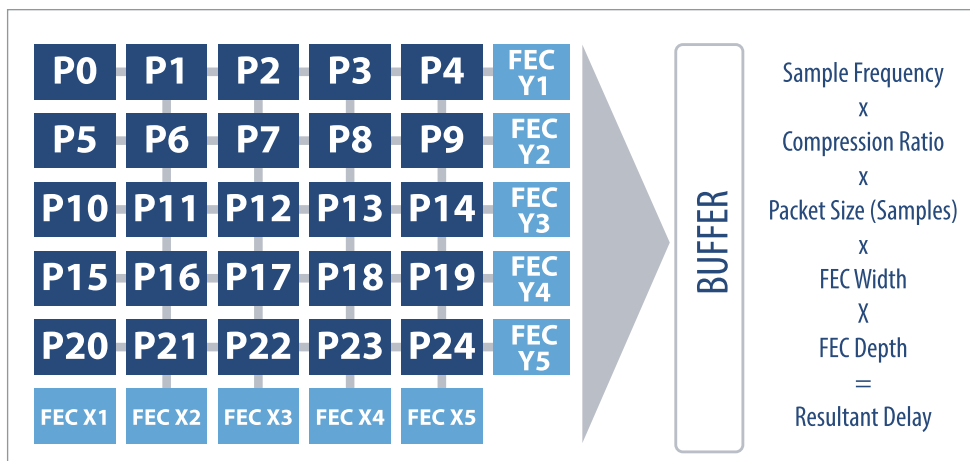 P0 P1 P2 P3 P4 FEC Y1
P5 P6 P7 P8 P9 FEC Y2
P10 P11 P12 P13 P14 FEC Y3
P15 P16 P17 P18 P19 FEC Y4
P20 P21 P22 P23 P24 FEC Y5
FEC X1 FEC X2 FEC X3 FEC X4 FEC X5
BUFFER
Sample Frequency
x
Compression Ratio
x
Packet Size (Samples)
x
FEC Width
X
FEC Depth
=
Resultant Delay